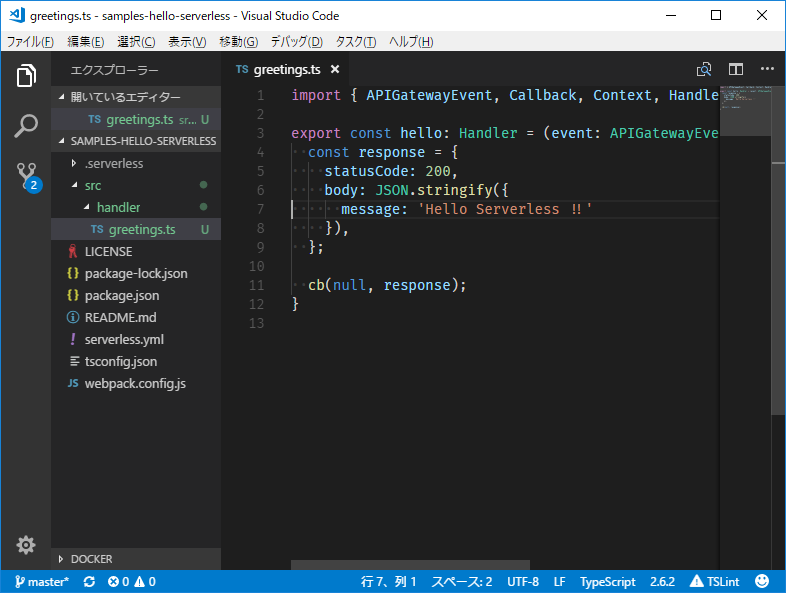 greetings.ts - samples-hello-serverless - Visual Studio Code
ファイル(F) 編集(E) 選択(C) 表示(V) 移動(G) デバッグ(D) タスク(T) ヘルプ(H)
エクスプローラー
開いているエディター
TS greetings.ts sr... U
SAMPLES-HELLO-SERVERLESS
.serverless
src
handler
TS greetings.ts U
LICENSE
{} package-lock.json
{} package.json
README.md
! serverless.yml
tsconfig.json
JS webpack.config.js
DOCKER
2
TS greetings.ts ×
1 import { APIGatewayEvent, Callback, Context, Handle
2
3 export const hello: Handler = (event: APIGatewayEve
4 const response = {
5 statusCode: 200,
6 body: JSON.stringify({
7 message: 'Hello Serverless !!'
8 }),
9 };
10
11 cb(null, response);
12 }
13
master* 0 0 行 7、列 1 スペース: 2 UTF-8 LF TypeScript 2.6.2 TSLint